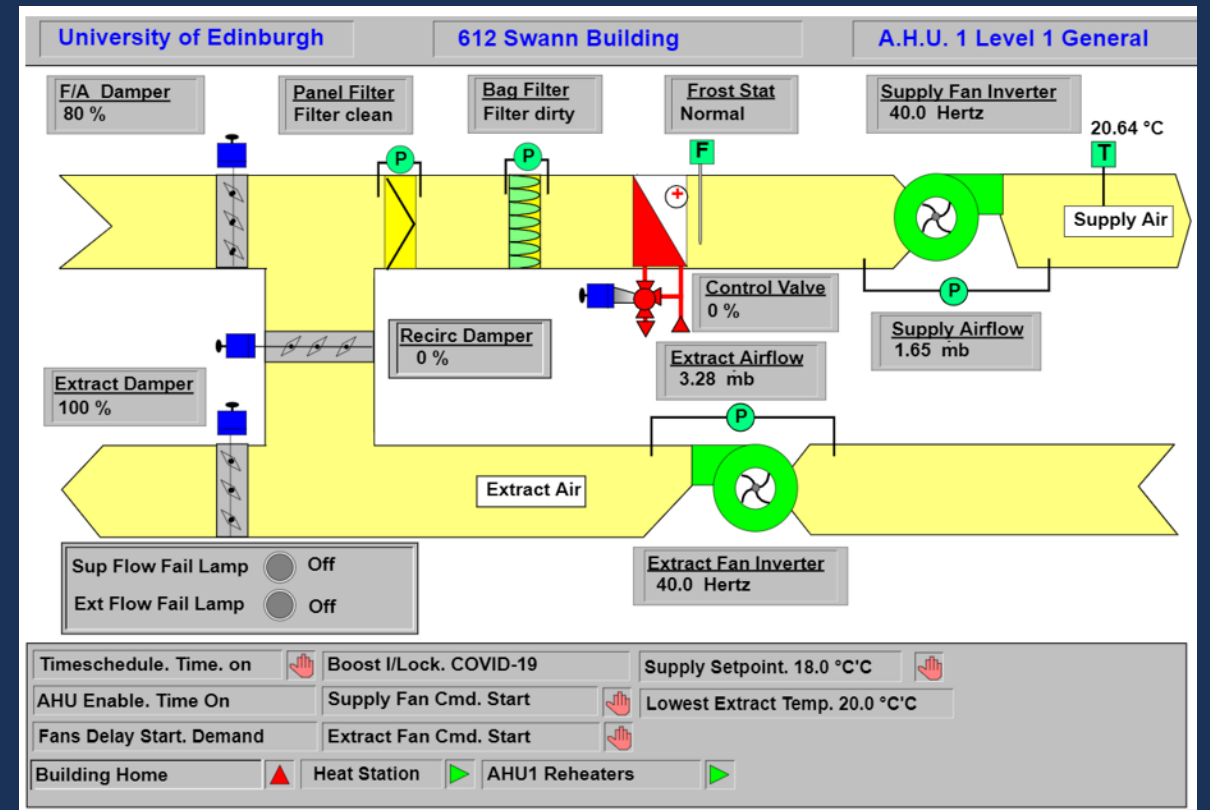 University of Edinburgh
612 Swann Building
A.H.U. 1 Level 1 General
F/A Damper
80 %
Panel Filter
Filter clean
Bag Filter
Filter dirty
Frost Stat
Normal
Supply Fan Inverter
40.0 Hertz
20.64 °C
P
P
F
T
Supply Air
Control Valve
0 %
P
Supply Airflow
1.65 mb
Recirc Damper
0 %
Extract Airflow
3.28 mb
Extract Damper
100 %
P
Extract Air
Extract Fan Inverter
40.0 Hertz
Sup Flow Fail Lamp Off
Ext Flow Fail Lamp Off
Timeschedule. Time. on
Boost I/Lock. COVID-19
Supply Setpoint. 18.0 °C'C
AHU Enable. Time On
Supply Fan Cmd. Start
Lowest Extract Temp. 20.0 °C'C
Fans Delay Start. Demand
Extract Fan Cmd. Start
Building Home
Heat Station
AHU1 Reheaters